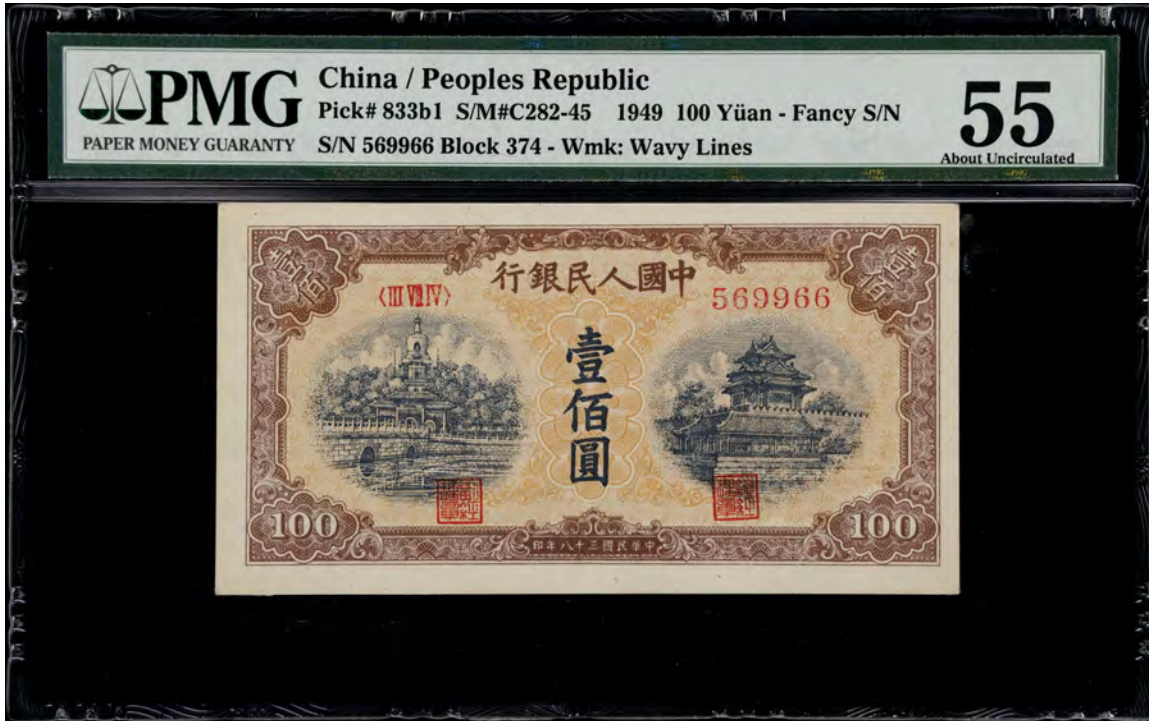 PMG
PAPER MONEY GUARANTY
China / Peoples Republic
Pick# 833b1 S/M#C282-45 1949 100 Yüan - Fancy S/N
S/N 569966 Block 374 - Wmk: Wavy Lines
55
About Uncirculated
壹佰
壹佰
中國人民銀行
〈III VII IV〉
569966
壹佰圓
100
100
中華民國三十八年印